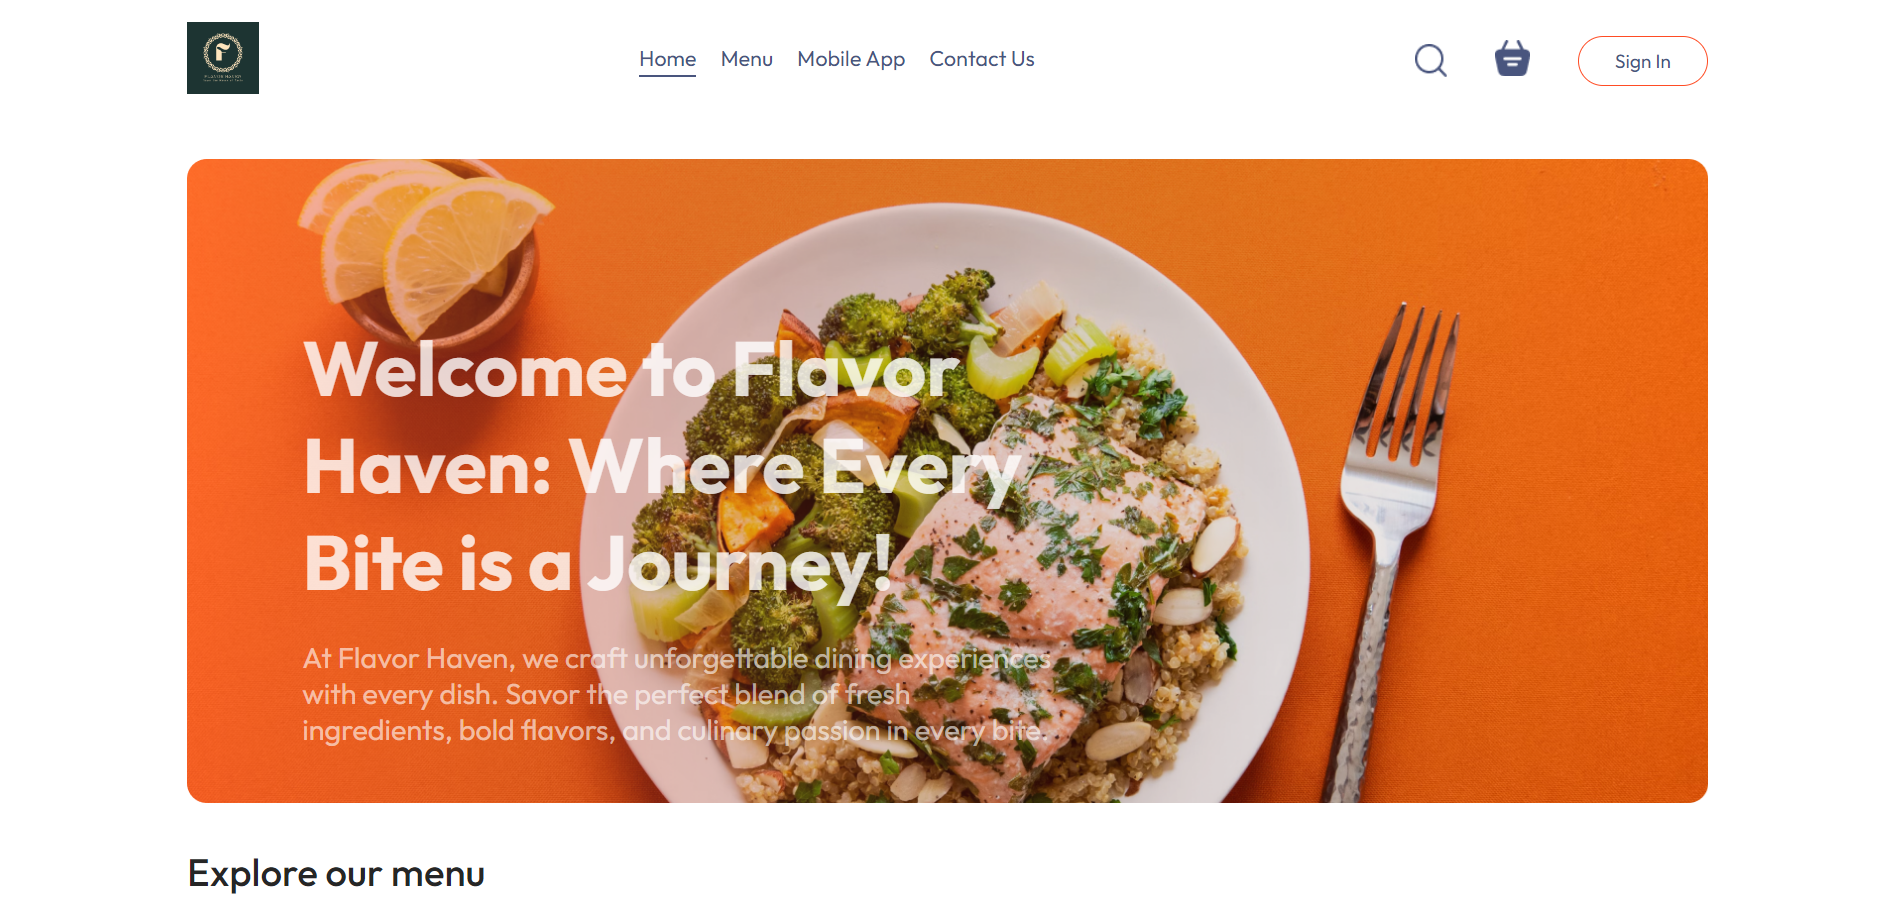 F
FLAVOR HAVEN
Home Menu Mobile App Contact Us
Sign In
Welcome to Flavor
Haven: Where Every
Bite is a Journey!
At Flavor Haven, we craft unforgettable dining experiences
with every dish. Savor the perfect blend of fresh
ingredients, bold flavors, and culinary passion in every bite.
Explore our menu